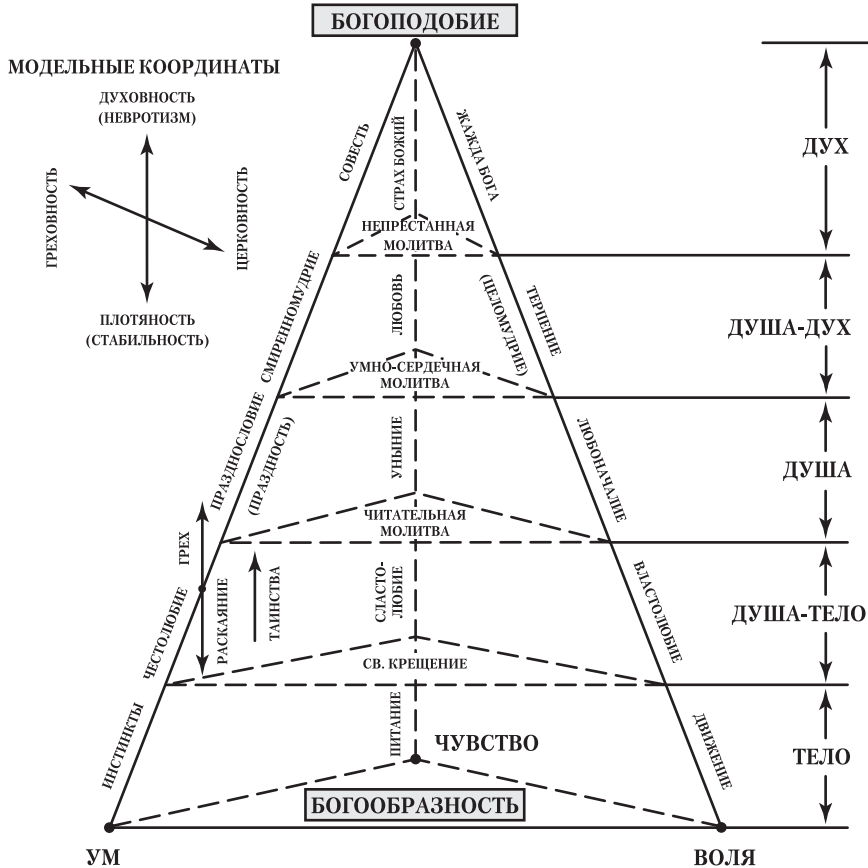 БОГОПОДОБИЕ
МОДЕЛЬНЫЕ КООРДИНАТЫ
ДУХОВНОСТЬ
(НЕВРОТИЗМ)
ГРЕХОВНОСТЬ
ЦЕРКОВНОСТЬ
ПЛОТЯНОСТЬ
(СТАБИЛЬНОСТЬ)
СОВЕСТЬ
СТРАХ БОЖИЙ
ЖАЖДА БОГА
ДУХ
НЕПРЕСТАННАЯ
МОЛИТВА
СМИРЕННОМУДРИЕ
ЛЮБОВЬ
(ЦЕЛОМУДРИЕ)
ТЕРПЕНИЕ
ДУША-ДУХ
УМНО-СЕРДЕЧНАЯ
МОЛИТВА
ПРАЗДНОСЛОВИЕ
(ПРАЗДНОСТЬ)
УНЫНИЕ
ЛЮБОНАЧАЛИЕ
ДУША
ЧИТАТЕЛЬНАЯ
МОЛИТВА
ГРЕХ
ЧЕСТОЛЮБИЕ
РАСКАЯНИЕ
ТАИНСТВА
СЛАСТО-
ЛЮБИЕ
ВЛАСТОЛЮБИЕ
ДУША-ТЕЛО
СВ. КРЕЩЕНИЕ
ИНСТИНКТЫ
ПИТАНИЕ
ЧУВСТВО
ДВИЖЕНИЕ
ТЕЛО
БОГООБРАЗНОСТЬ
УМ
ВОЛЯ